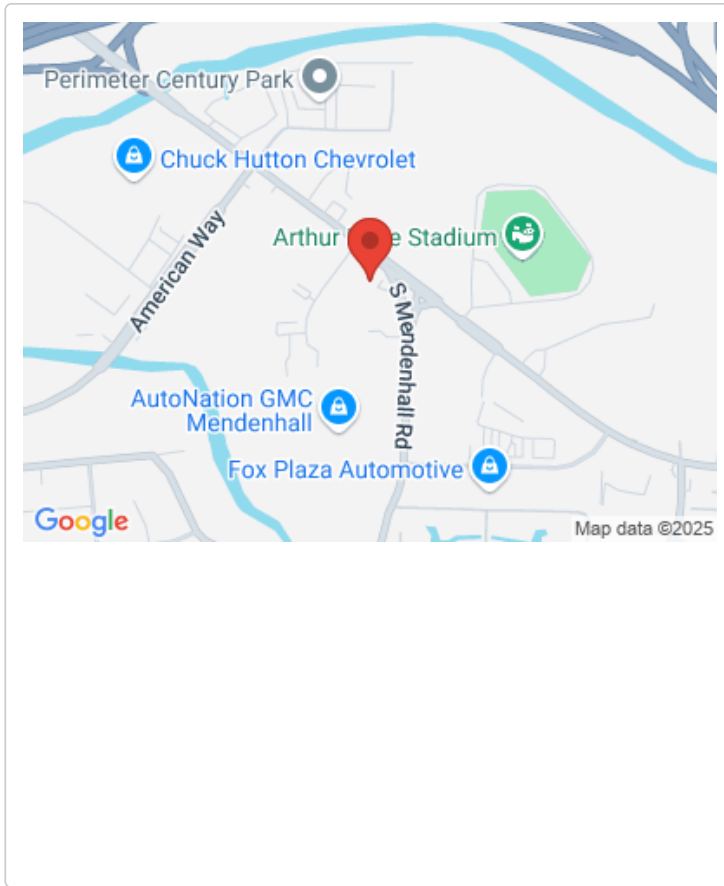 Perimeter Century Park
Chuck Hutton Chevrolet
Arthur Stadium
American Way
S Mendenhall Rd
AutoNation GMC
Mendenhall
Fox Plaza Automotive
Google
Map data ©2025